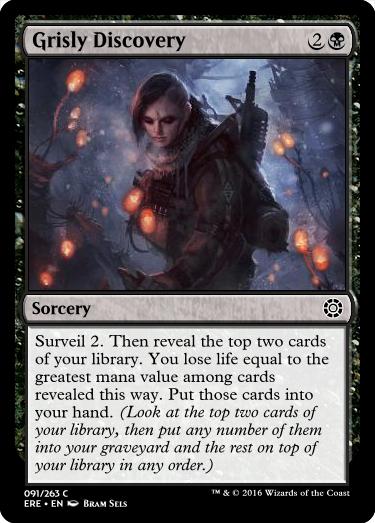 Grisly Discovery 2
Sorcery
Surveil 2. Then reveal the top two cards
of your library. You lose life equal to the
greatest mana value among cards
revealed this way. Put those cards into
your hand. (Look at the top two cards of
your library, then put any number of them
into your graveyard and the rest on top of
your library in any order.)
091/263 C
ERE • EN Bram Sels
™ & © 2016 Wizards of the Coast